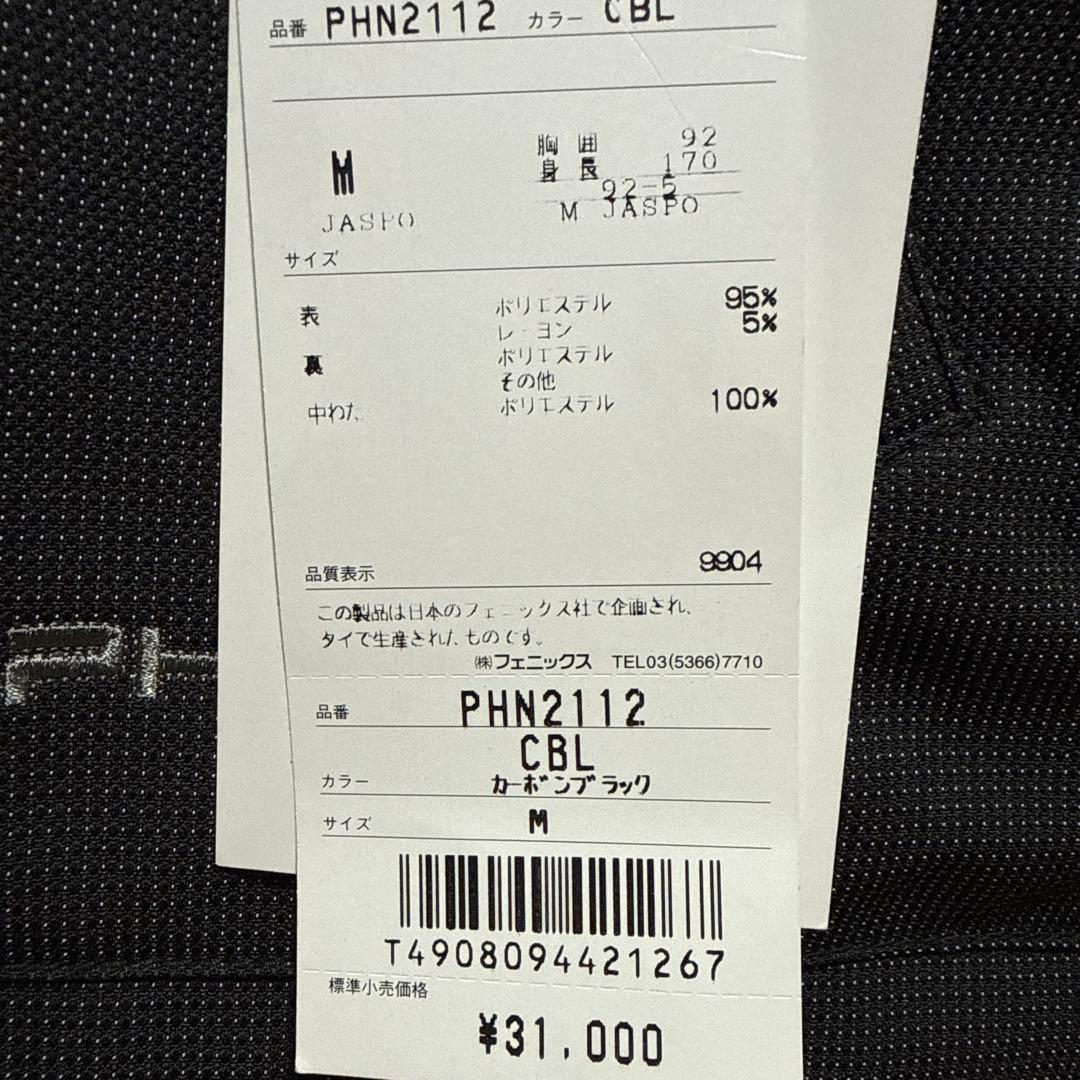 品番 PHN2112 カラー CBL
胸囲 92
身長 170
92-5
M JASPO
M
JASPO
サイズ
表 ポリエステル 95%
レーヨン 5%
裏 ポリエステル
その他
中わた ポリエステル 100%
品質表示 9904
この製品は日本のフェニックス社で企画され、
タイで生産されたものです。
㈱フェニックス TEL03(5366)7710
品番 PHN2112
CBL
カラー カーボンブラック
サイズ M
T4908094421267
標準小売価格
¥31,000
PH